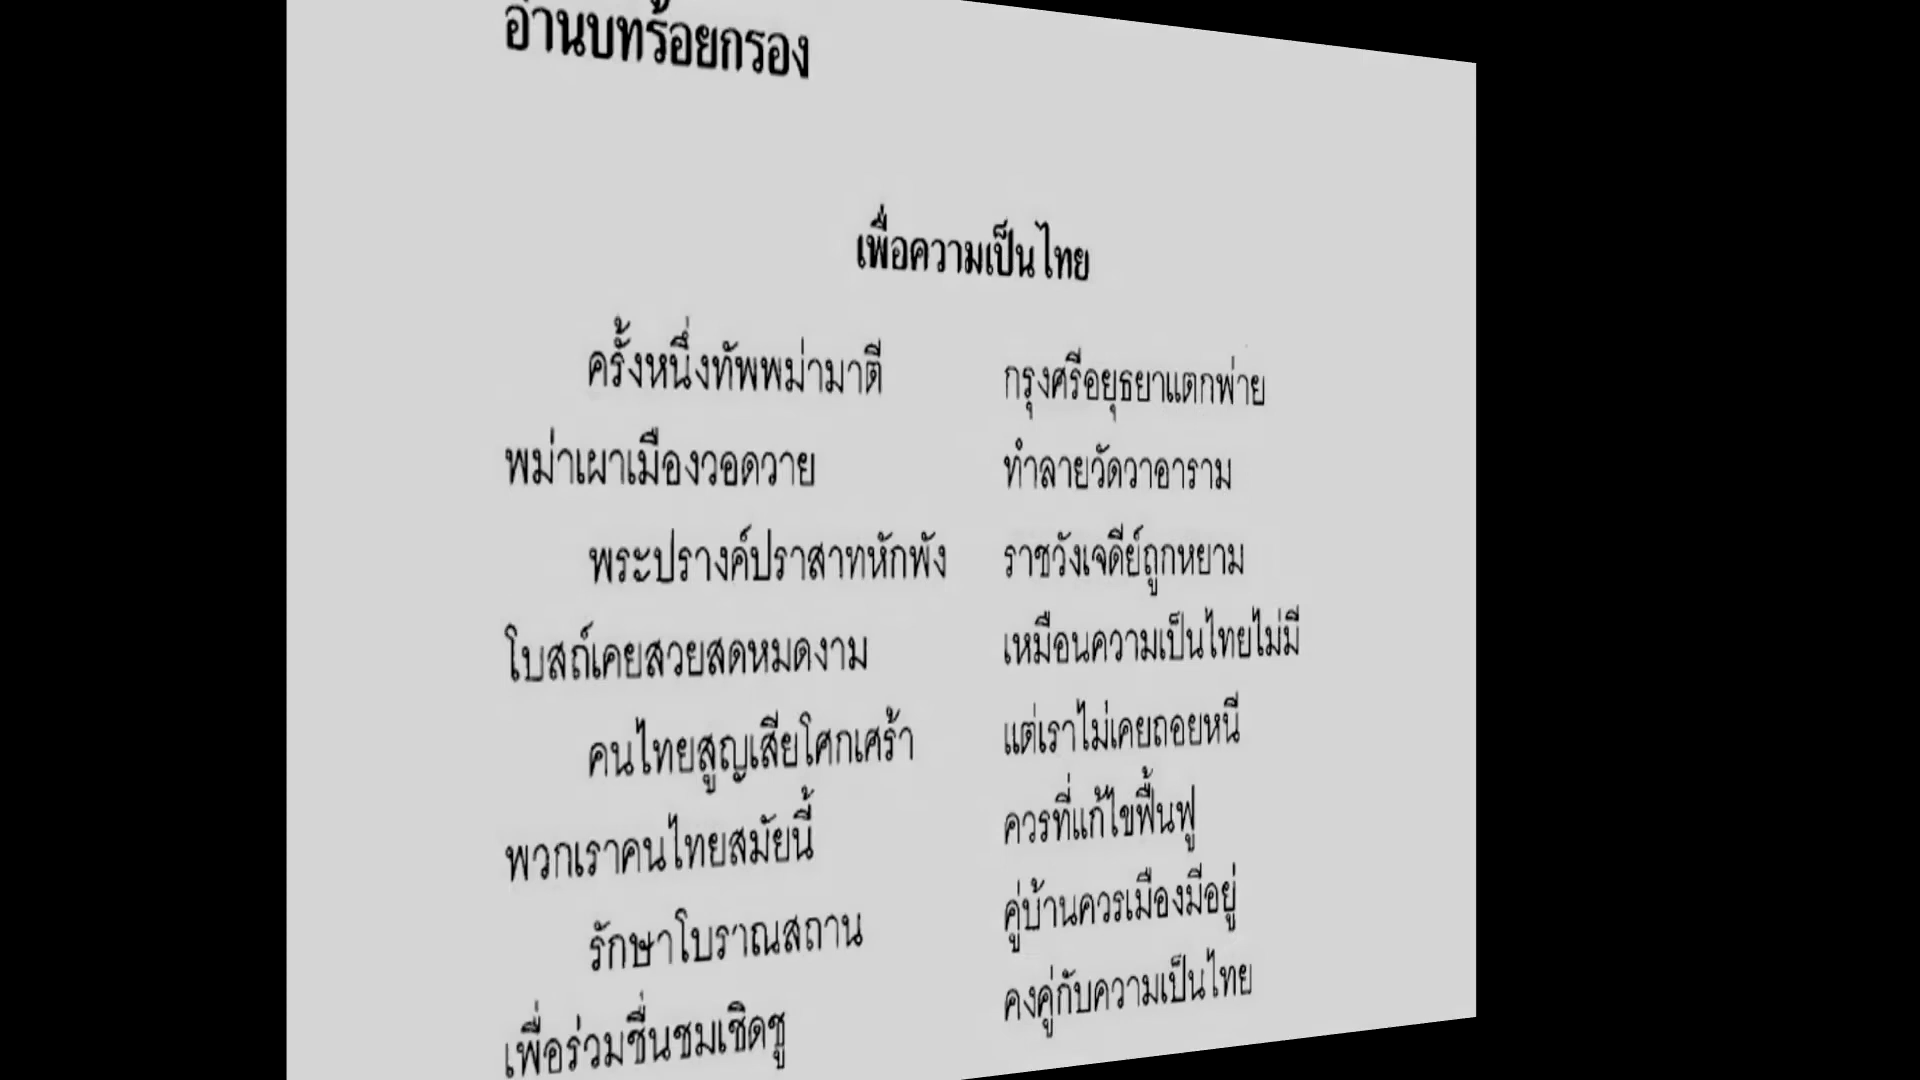 อ่านบทร้อยกรอง
เพื่อความเป็นไทย
ครั้งหนึ่งทัพพม่ามาตี กรุงศรีอยุธยาแตกพ่าย
พม่าเผาเมืองวอดวาย ทำลายวัดวาอาราม
พระปรางค์ปราสาทหักพัง ราชวังเจดีย์ถูกหยาม
โบสถ์เคยสวยสดหมดงาม เหมือนความเป็นไทยไม่มี
คนไทยสูญเสียโศกเศร้า แต่เราไม่เคยถอยหนี
พวกเราคนไทยสมัยนี้ ควรที่แก้ไขฟื้นฟู
รักษาโบราณสถาน คู่บ้านควรเมืองมีอยู่
เพื่อร่วมชื่นชมเชิดชู คงคู่กับความเป็นไทย